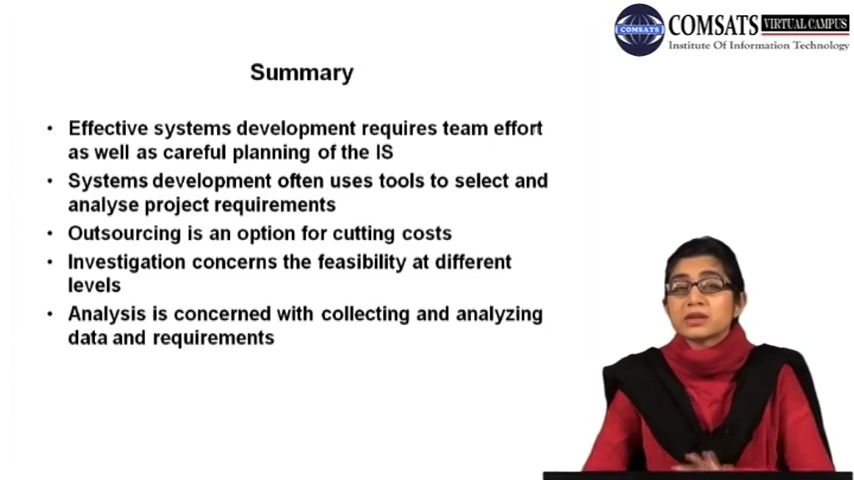 COMSATS VIRTUAL CAMPUS
COMSATS
Institute Of Information Technology
Summary
• Effective systems development requires team effort
as well as careful planning of the IS
• Systems development often uses tools to select and
analyse project requirements
• Outsourcing is an option for cutting costs
• Investigation concerns the feasibility at different
levels
• Analysis is concerned with collecting and analyzing
data and requirements